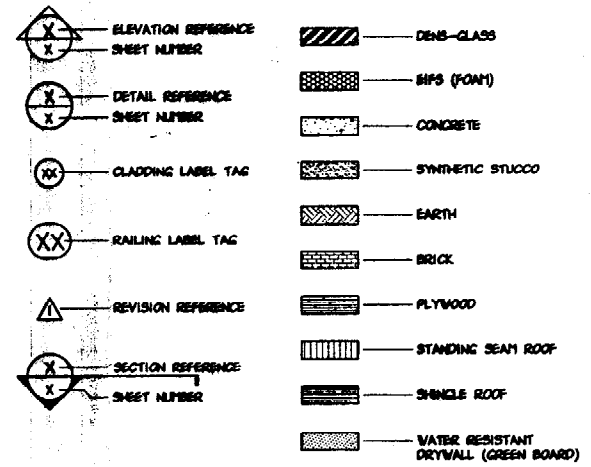 X ELEVATION REFERENCE
X SHEET NUMBER
X DETAIL REFERENCE
X SHEET NUMBER
XX CLADDING LABEL TAG
XX RAILING LABEL TAG
1 REVISION REFERENCE
X SECTION REFERENCE
X SHEET NUMBER
DENS-GLASS
EIFS (FOAM)
CONCRETE
SYNTHETIC STUCCO
EARTH
BRICK
PLYWOOD
STANDING SEAM ROOF
SHINGLE ROOF
WATER RESISTANT
DRYWALL (GREEN BOARD)